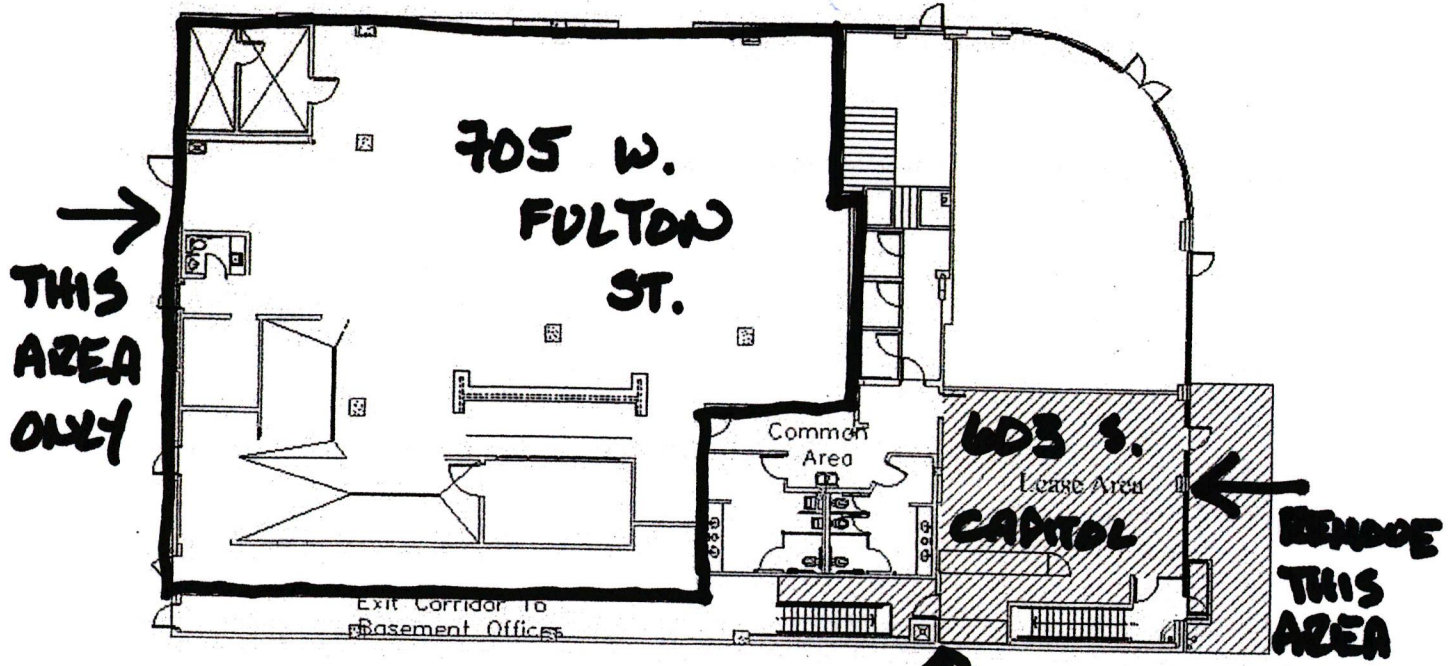 705 W.
FULTON
ST.
THIS
AREA
ONLY
Common
Area
603 S.
Lease Area
CAPITOL
REMOVE
THIS
AREA
Exit Corridor To
Basement Offices